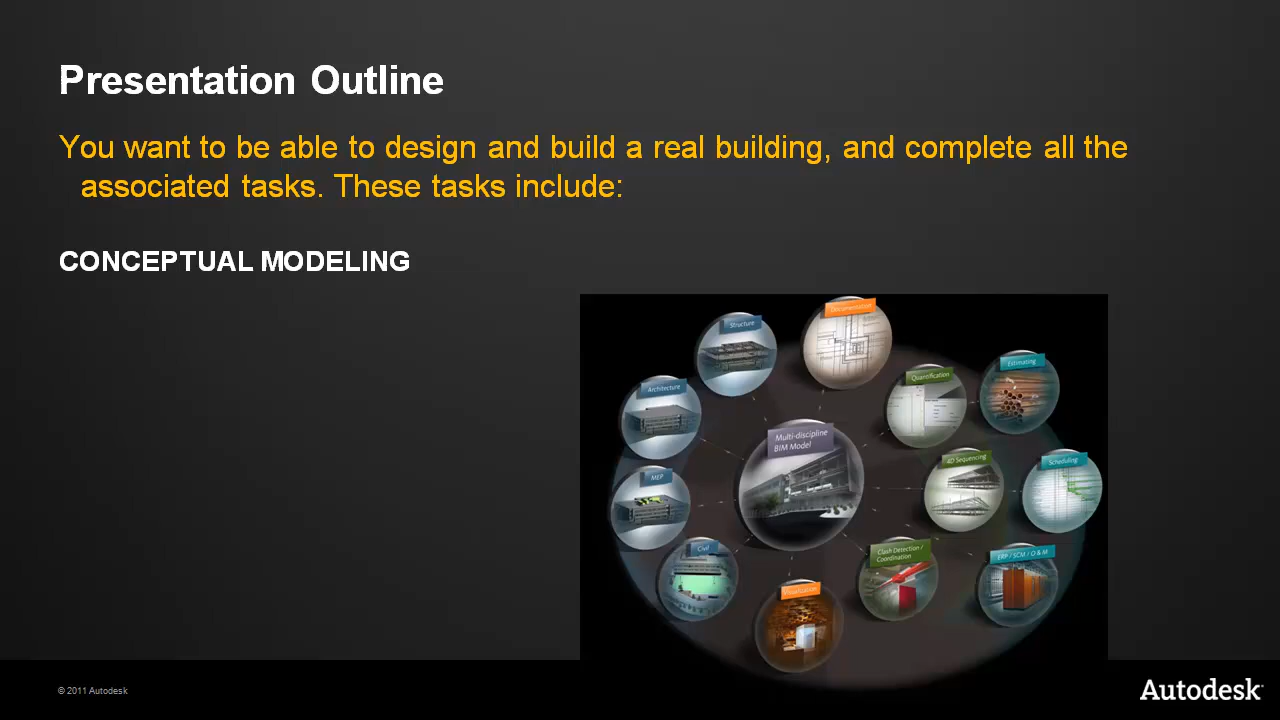 Presentation Outline
You want to be able to design and build a real building, and complete all the
associated tasks. These tasks include:
CONCEPTUAL MODELING
Documentation
Structure
Quantification
Estimating
Architecture
Multi-discipline
BIM Model
4D Sequencing
Scheduling
MEP
Civil
Clash Detection /
Coordination
ERP / SCM / O & M
Visualization
© 2011 Autodesk
Autodesk